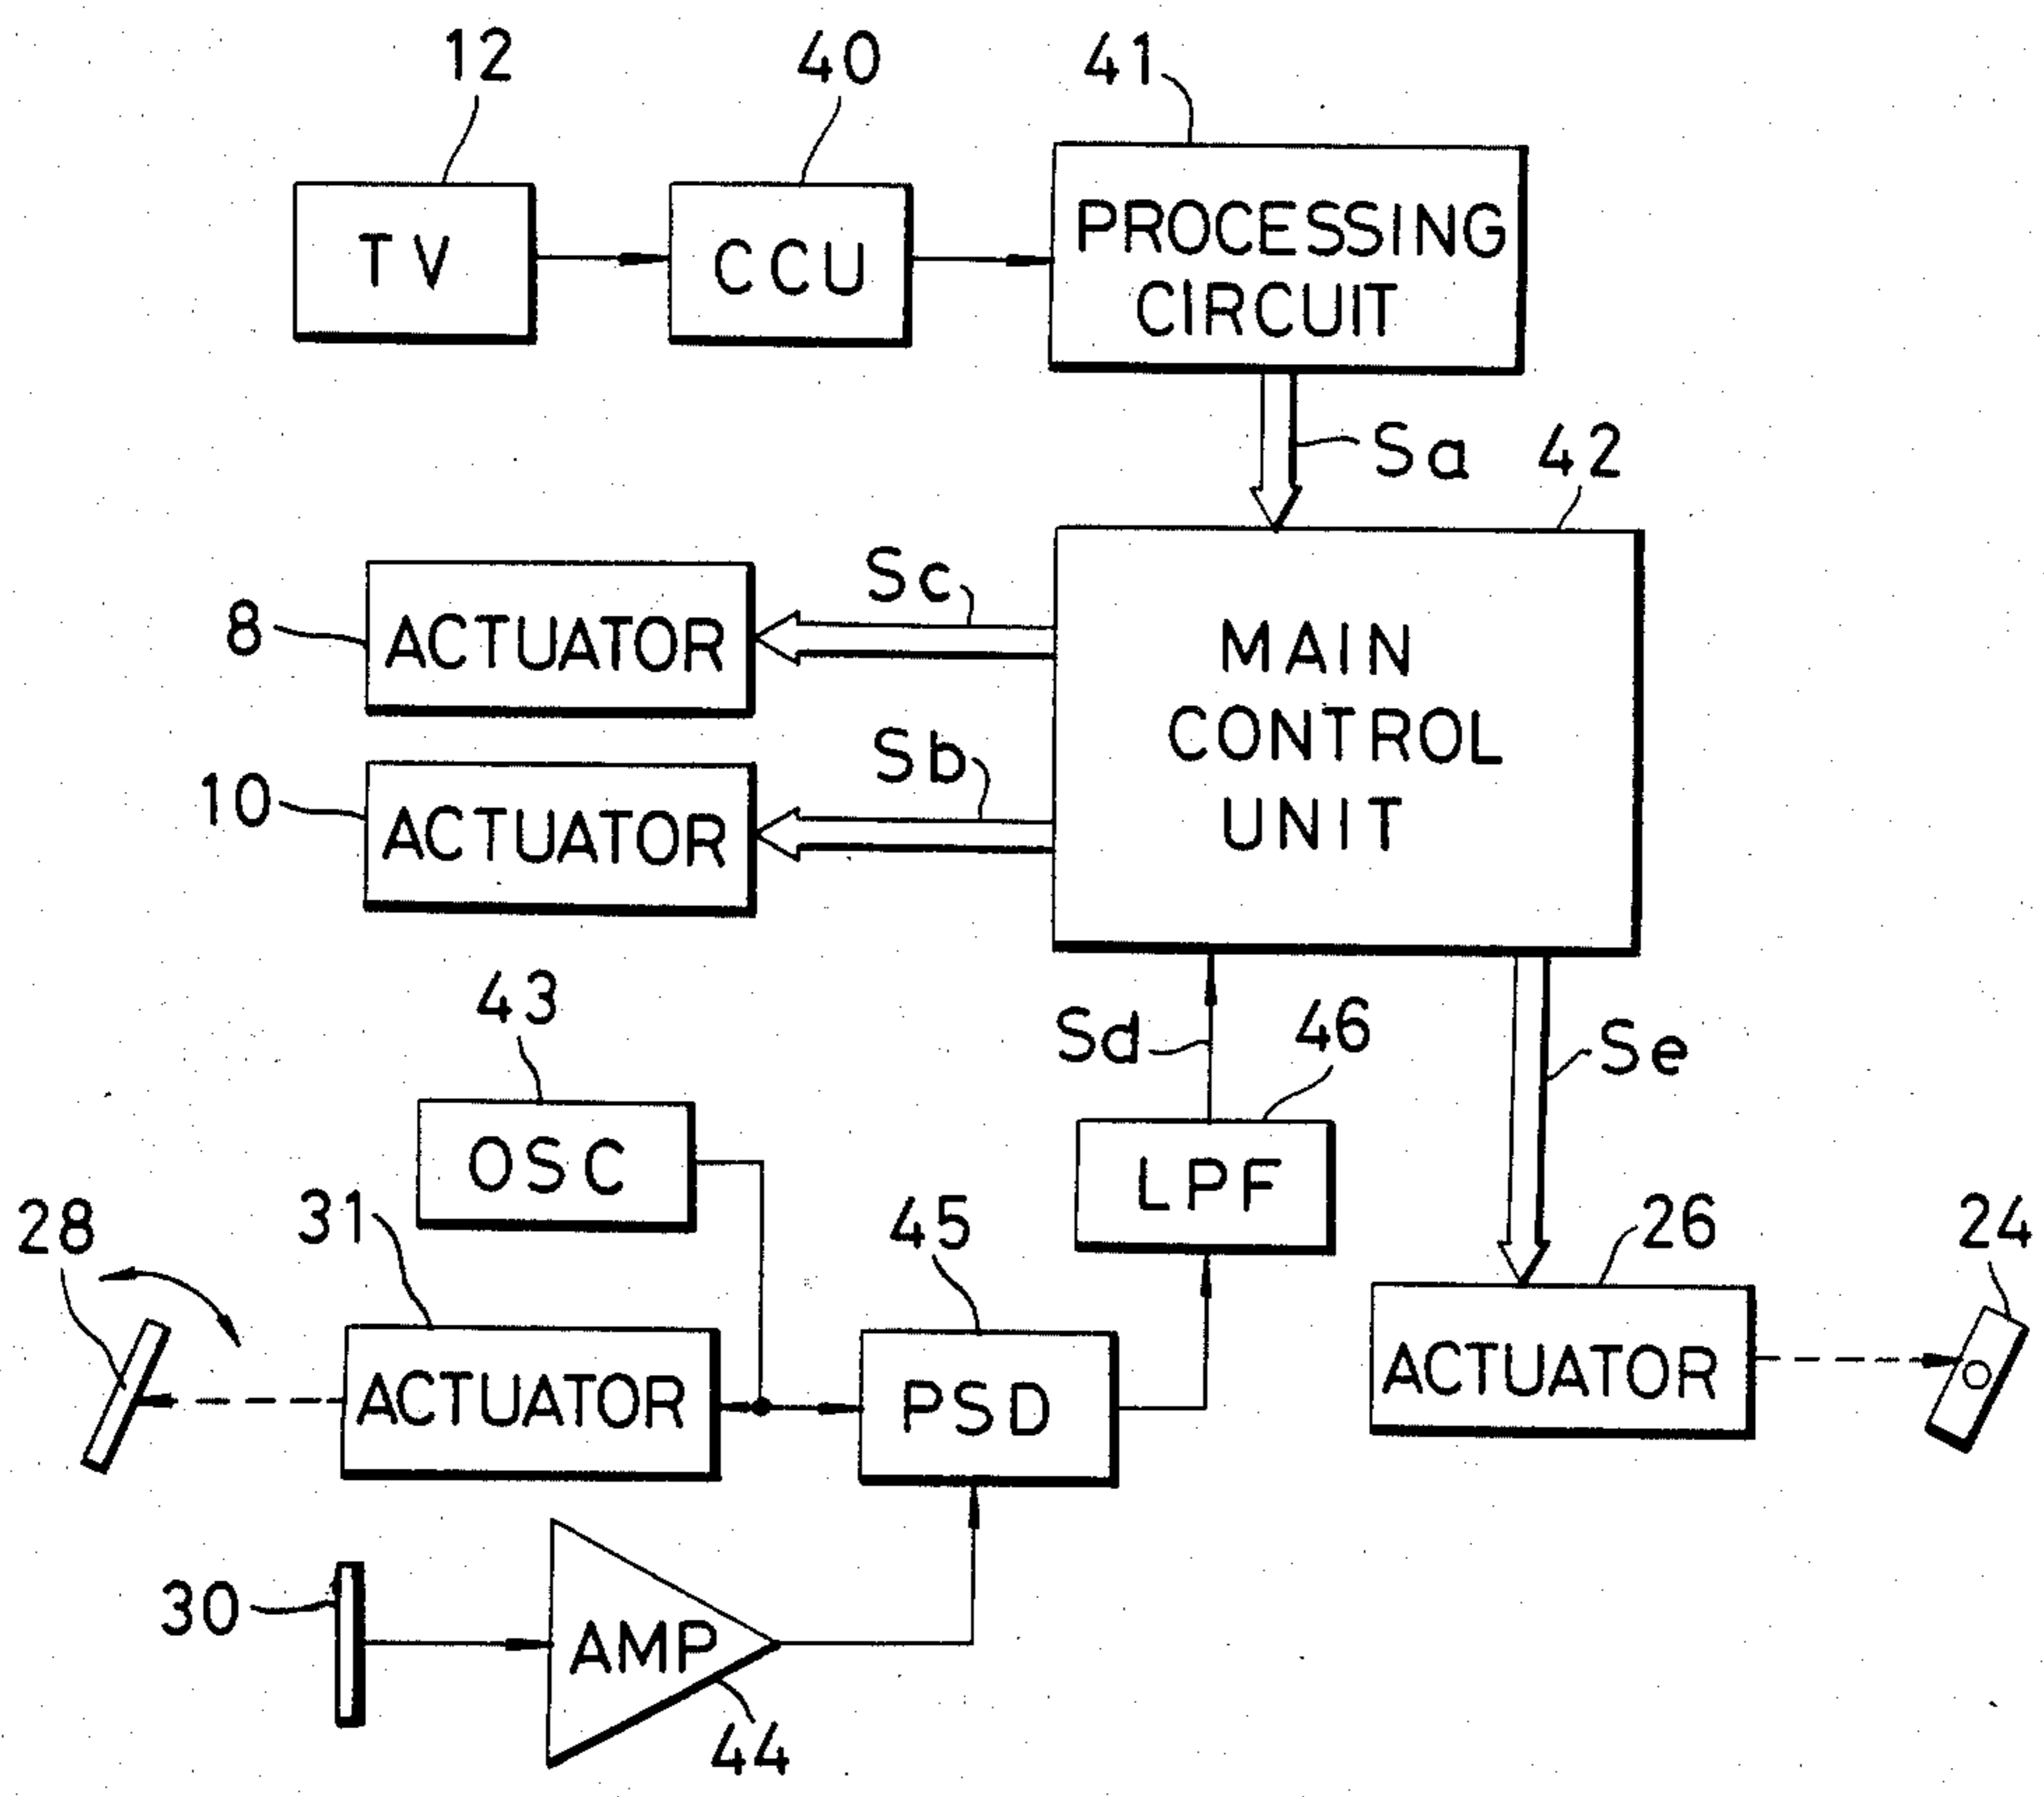 12
40
41
TV
CCU
PROCESSING
CIRCUIT
Sa
42
8
ACTUATOR
Sc
MAIN
CONTROL
UNIT
10
ACTUATOR
Sb
43
Sd
46
Se
OSC
LPF
28
31
45
26
24
ACTUATOR
PSD
ACTUATOR
30
AMP
44